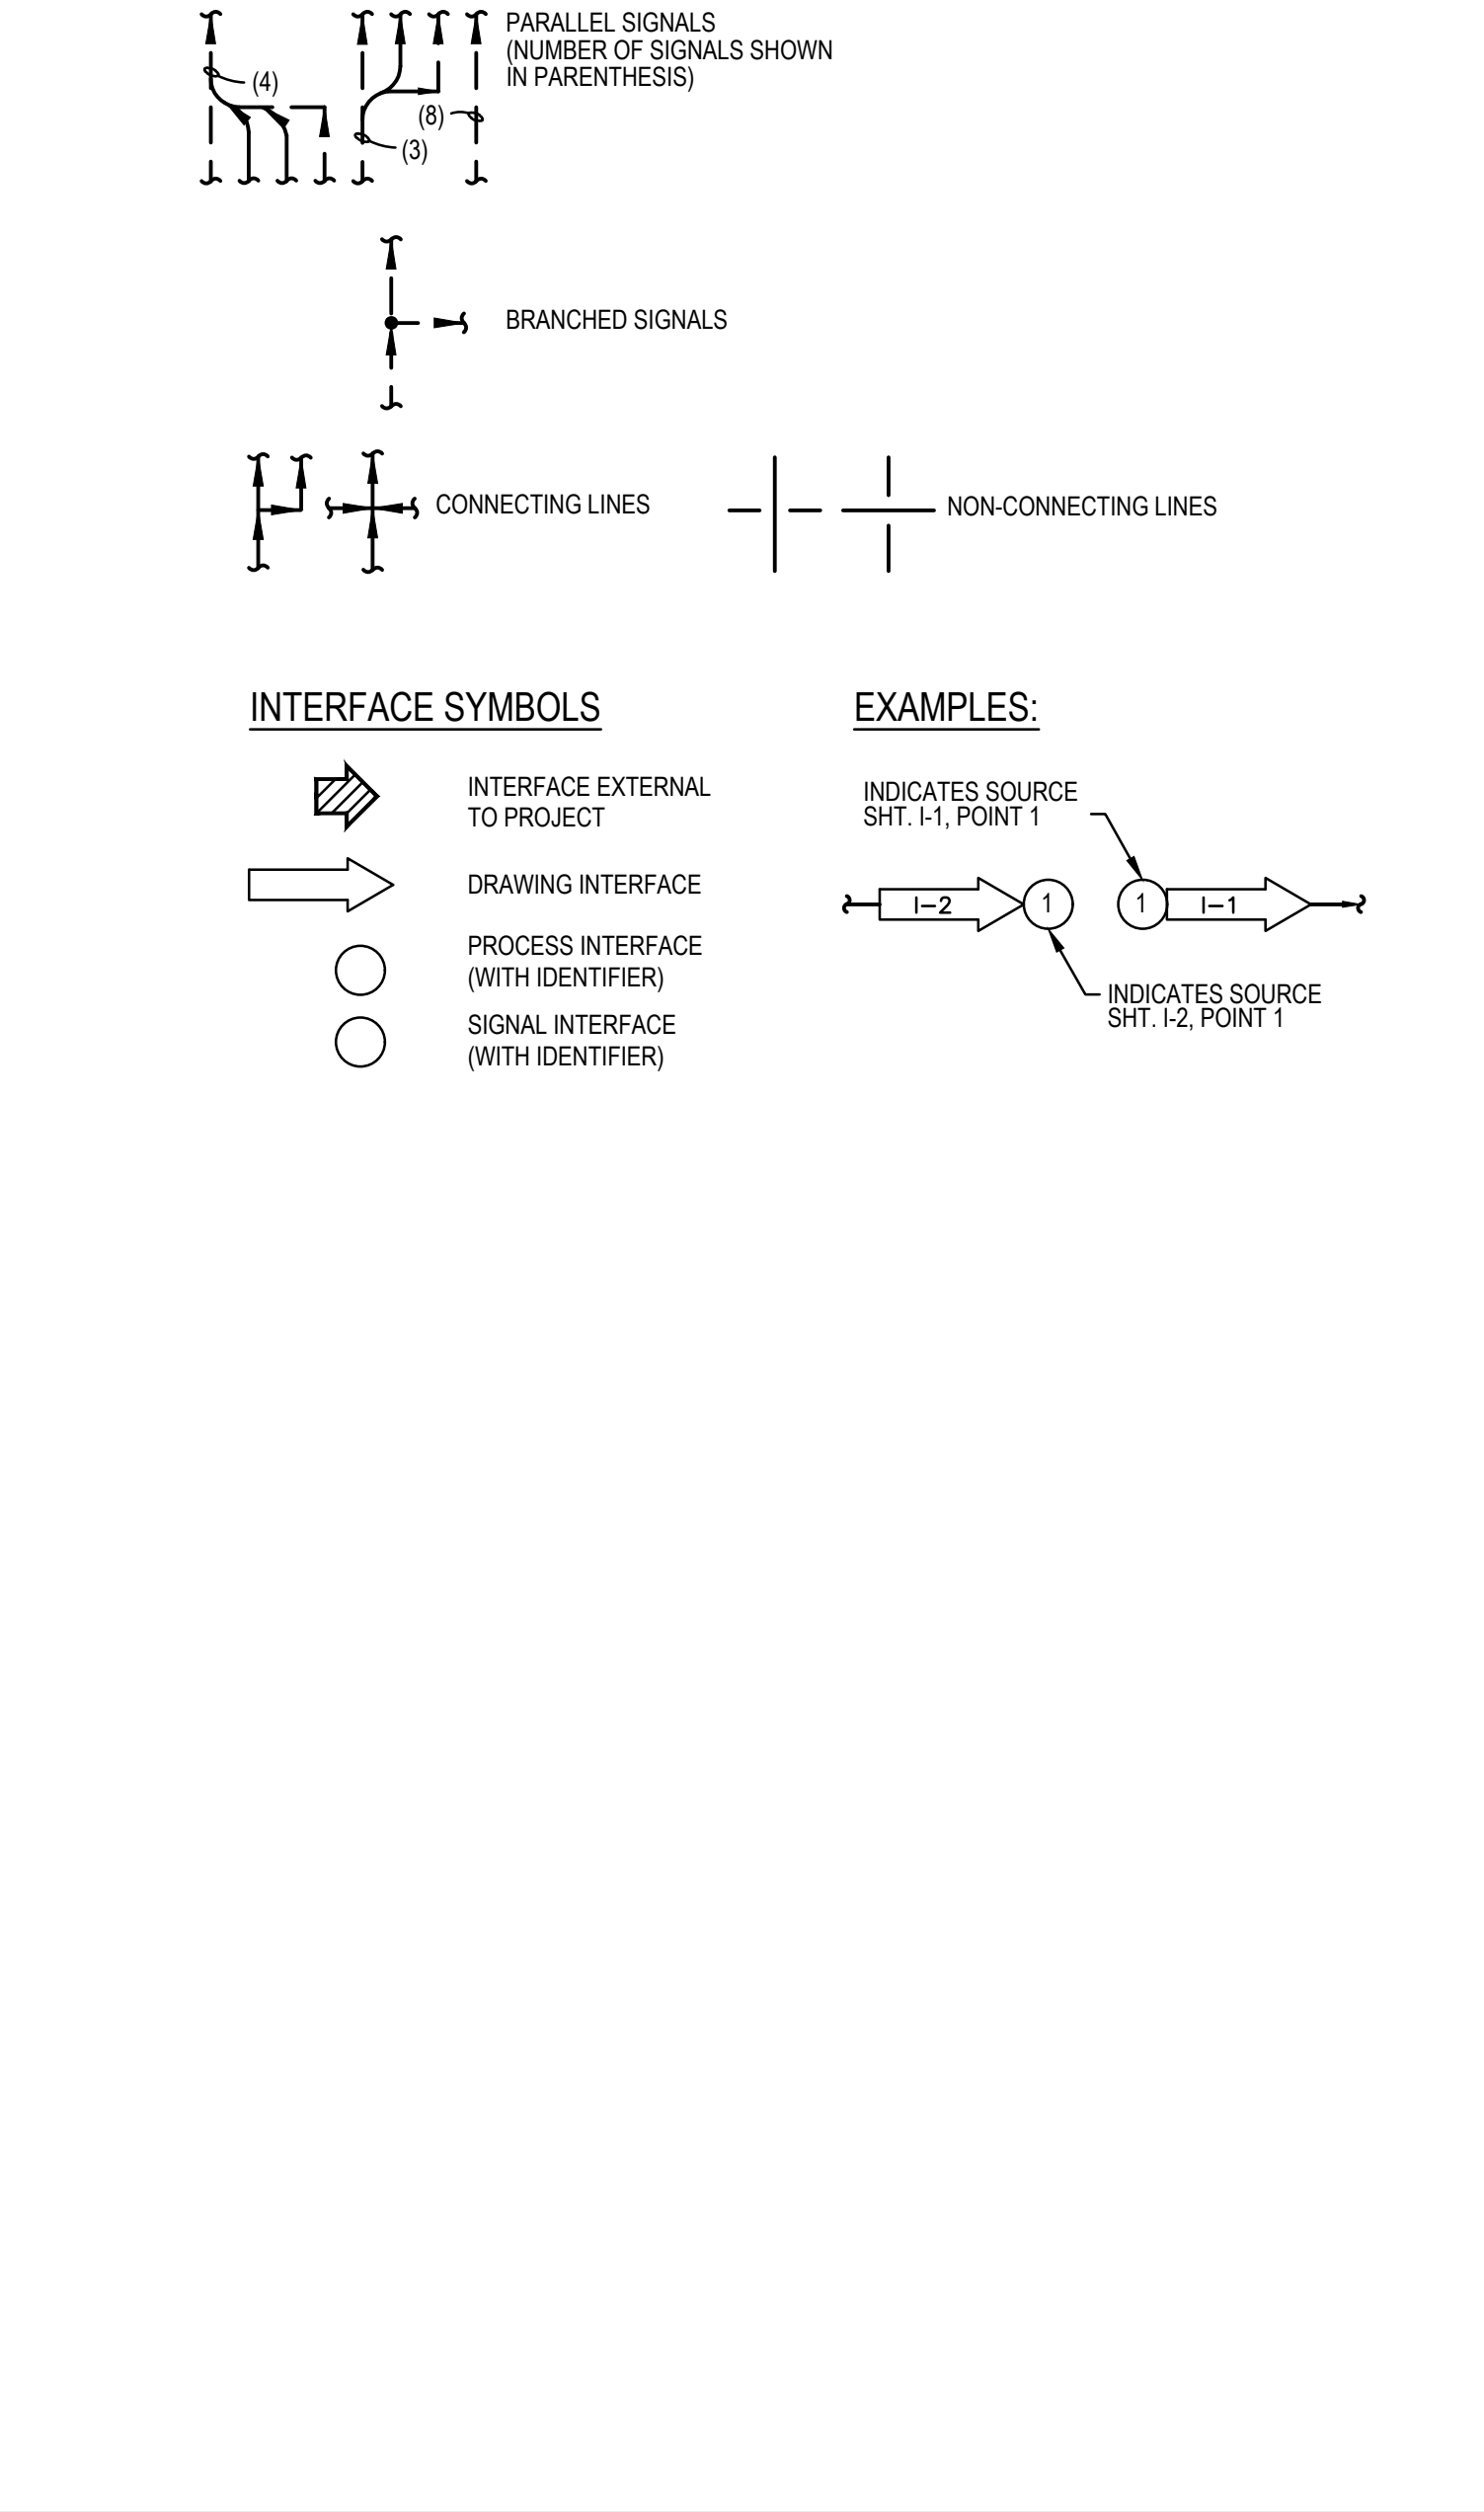 PARALLEL SIGNALS
(NUMBER OF SIGNALS SHOWN
IN PARENTHESIS)
(4)
(8)
(3)
BRANCHED SIGNALS
CONNECTING LINES
NON-CONNECTING LINES
INTERFACE SYMBOLS
INTERFACE EXTERNAL
TO PROJECT
DRAWING INTERFACE
PROCESS INTERFACE
(WITH IDENTIFIER)
SIGNAL INTERFACE
(WITH IDENTIFIER)
EXAMPLES:
INDICATES SOURCE
SHT. I-1, POINT 1
I-2
1
1
I-1
INDICATES SOURCE
SHT. I-2, POINT 1